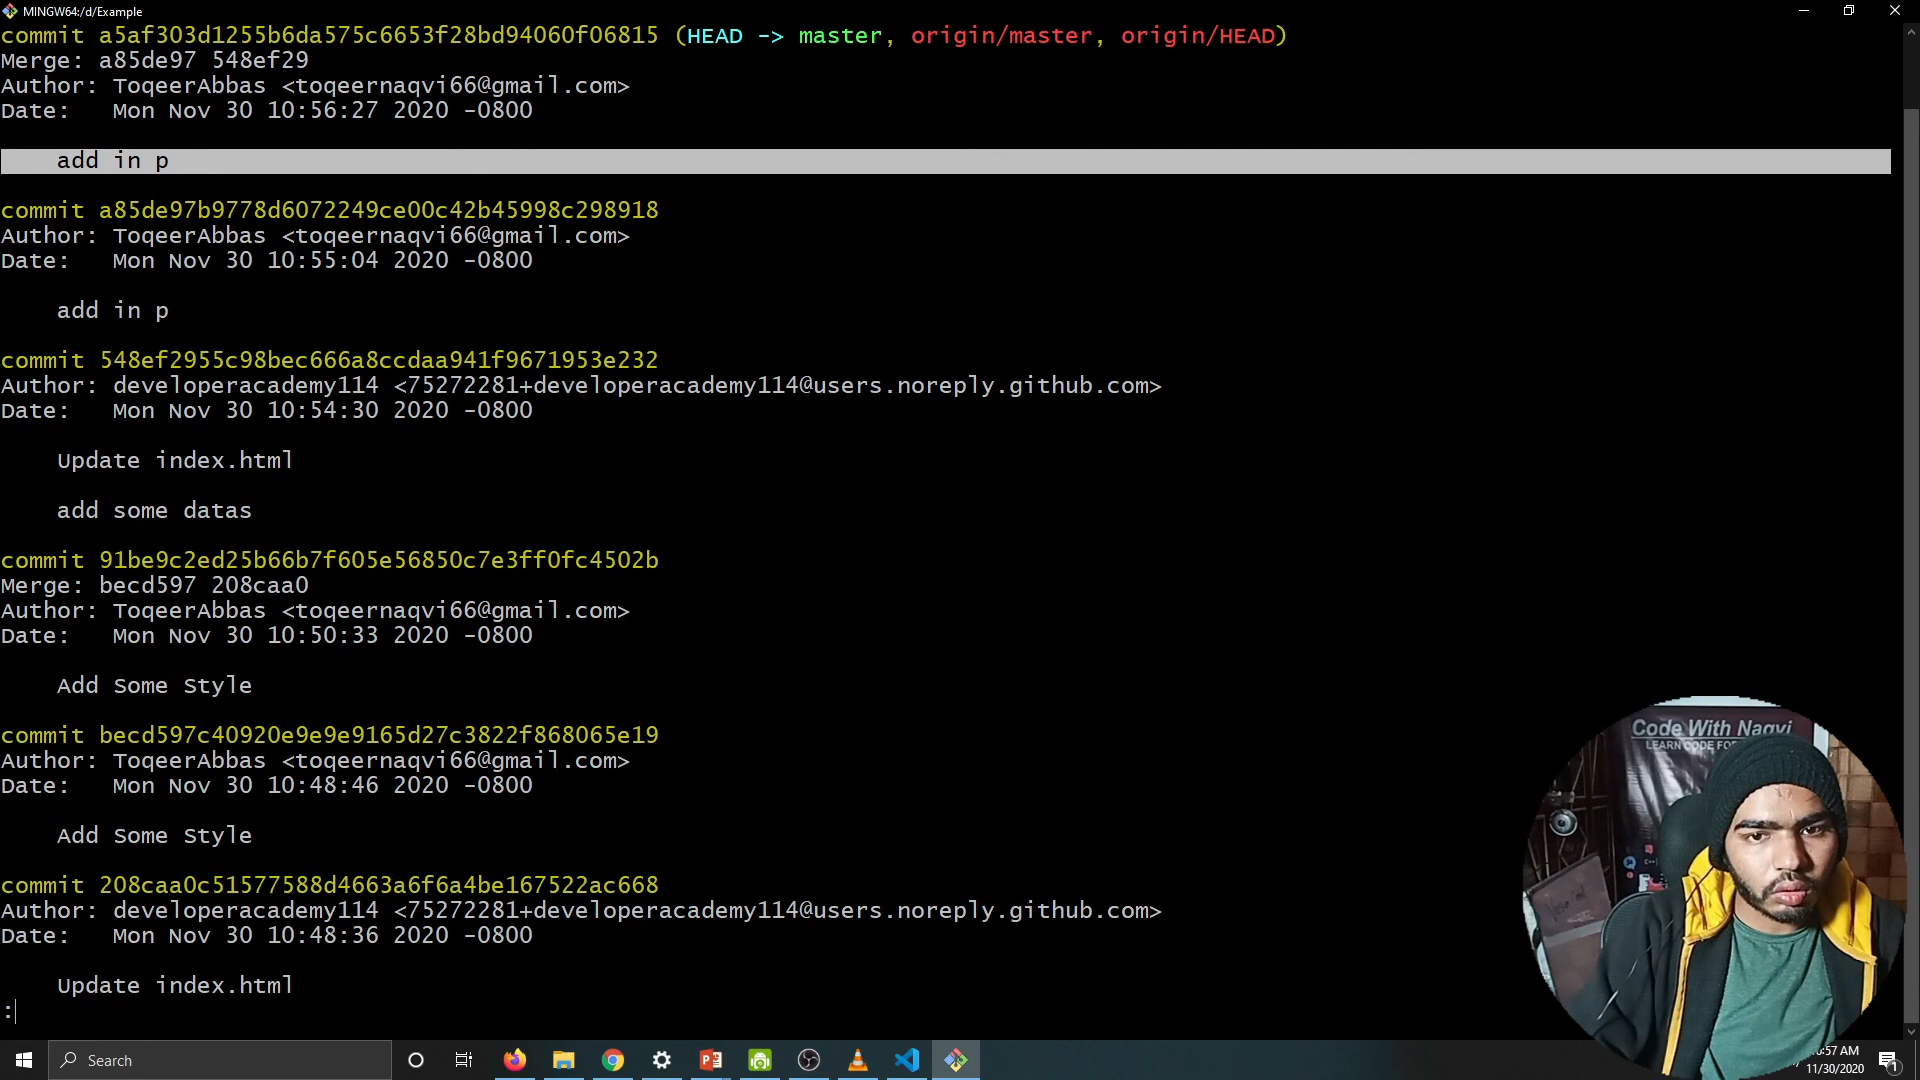 MINGW64:/d/Example
commit a5af303d1255b6da575c6653f28bd94060f06815 (HEAD -> master, origin/master, origin/HEAD)
Merge: a85de97 548ef29
Author: ToqeerAbbas <toqeernaqvi66@gmail.com>
Date:   Mon Nov 30 10:56:27 2020 -0800
add in p
commit a85de97b9778d6072249ce00c42b45998c298918
Author: ToqeerAbbas <toqeernaqvi66@gmail.com>
Date:   Mon Nov 30 10:55:04 2020 -0800
add in p
commit 548ef2955c98bec666a8ccdaa941f9671953e232
Author: developeracademy114 <75272281+developeracademy114@users.noreply.github.com>
Date:   Mon Nov 30 10:54:30 2020 -0800
Update index.html
add some datas
commit 91be9c2ed25b66b7f605e56850c7e3ff0fc4502b
Merge: becd597 208caa0
Author: ToqeerAbbas <toqeernaqvi66@gmail.com>
Date:   Mon Nov 30 10:50:33 2020 -0800
Add Some Style
commit becd597c40920e9e9e9165d27c3822f868065e19
Author: ToqeerAbbas <toqeernaqvi66@gmail.com>
Date:   Mon Nov 30 10:48:46 2020 -0800
Add Some Style
commit 208caa0c51577588d4663a6f6a4be167522ac668
Author: developeracademy114 <75272281+developeracademy114@users.noreply.github.com>
Date:   Mon Nov 30 10:48:36 2020 -0800
Update index.html
:
Code With Naqvi
LEARN CODE FO
Search
:57 AM
11/30/2020
1